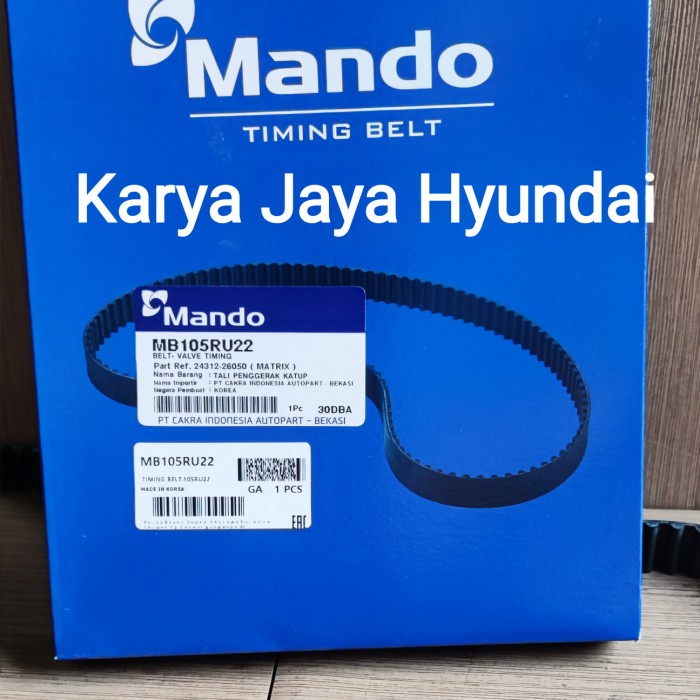 Mando
TIMING BELT
Karya Jaya Hyundai
Mando
MB105RU22
BELT- VALVE TIMING
Part Ref. 24312-26050 ( MATRIX )
Nama Barang : TALI PENGGERAK KATUP
Nama Importir : PT CAKRA INDONESIA AUTOPART - BEKASI
Negara Pembuat : KOREA
1Pc 30DBA
PT CAKRA INDONESIA AUTOPART - BEKASI
MB105RU22
TIMING BELT-105RU22
GA 1 PCS
MADE IN KOREA
EAC